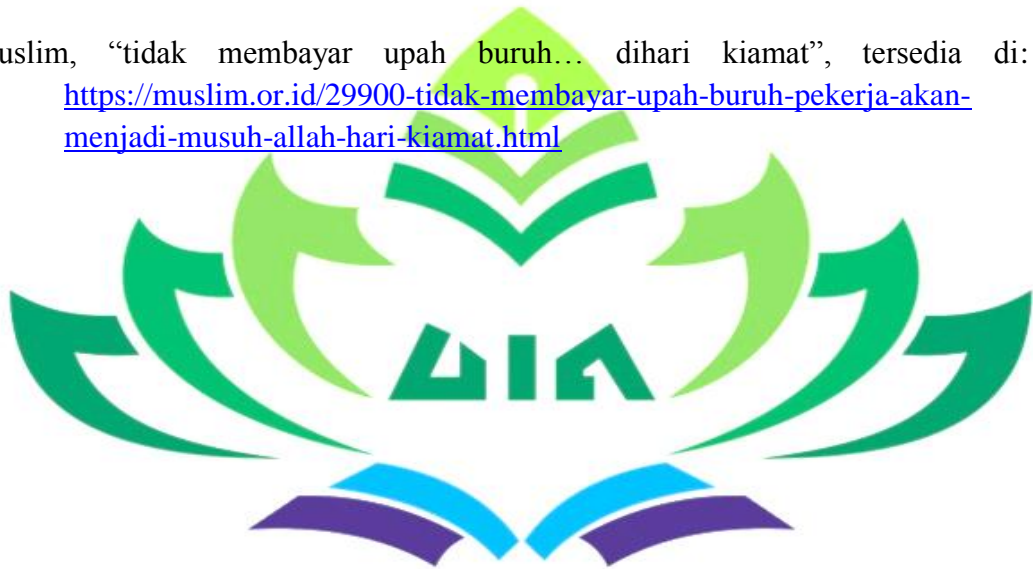 uslim, “tidak membayar upah buruh… dihari kiamat”, tersedia di:
https://muslim.or.id/29900-tidak-membayar-upah-buruh-pekerja-akan-
menjadi-musuh-allah-hari-kiamat.html
UIN